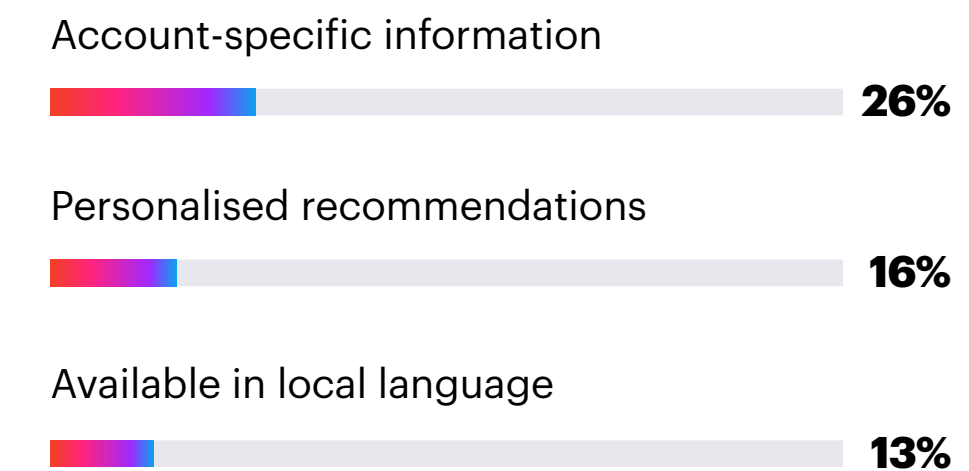 Account-specific information
26%
Personalised recommendations
16%
Available in local language
13%